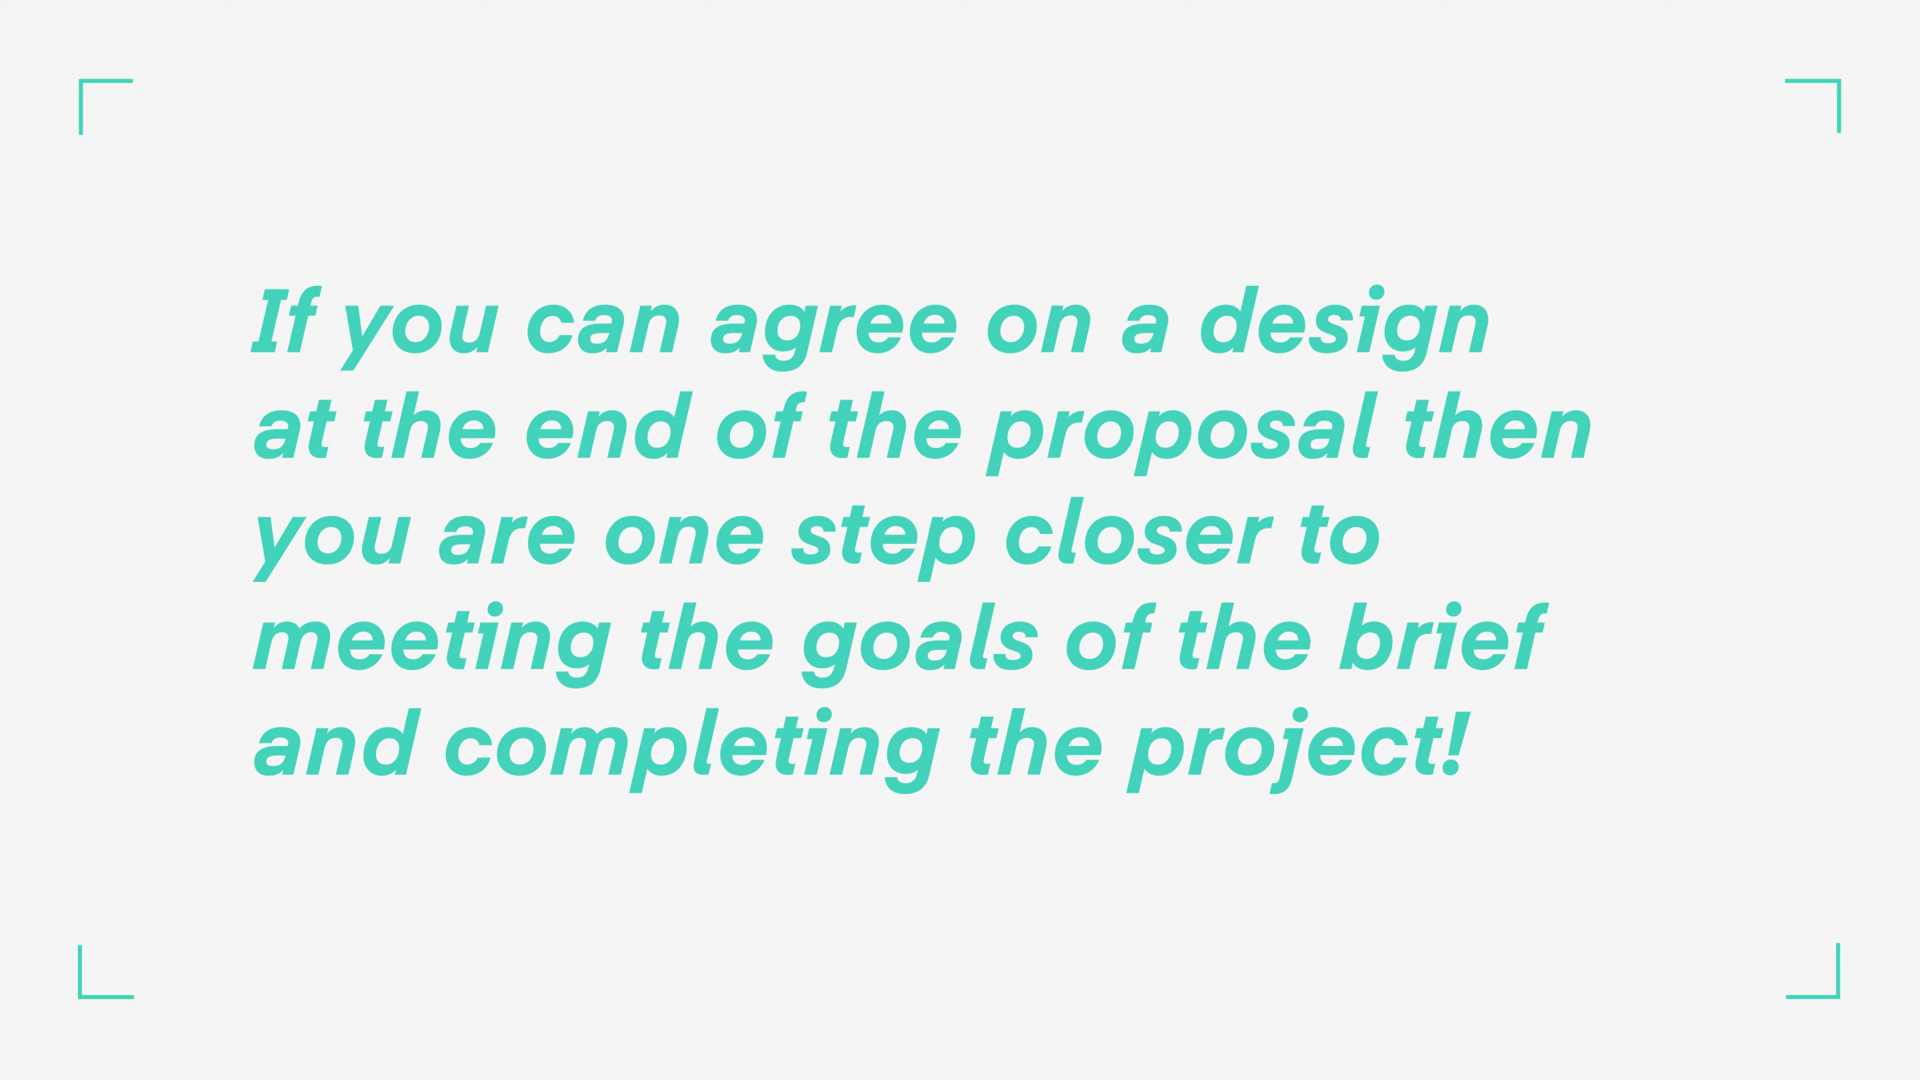 If you can agree on a design
at the end of the proposal then
you are one step closer to
meeting the goals of the brief
and completing the project!